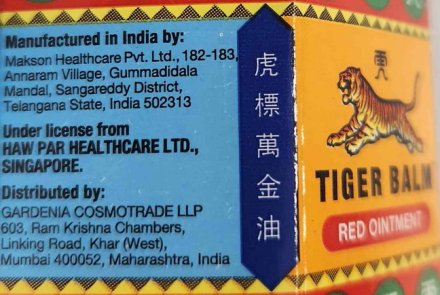 Manufactured in India by:
Makson Healthcare Pvt. Ltd., 182-183,
Annaram Village, Gummadidala
Mandal, Sangareddy District,
Telangana State, India 502313
Under license from
HAW PAR HEALTHCARE LTD.,
SINGAPORE.
Distributed by:
GARDENIA COSMOTRADE LLP
603, Ram Krishna Chambers,
Linking Road, Khar (West),
Mumbai 400052, Maharashtra, India
虎標萬金油
TIGER BALM
RED OINTMENT